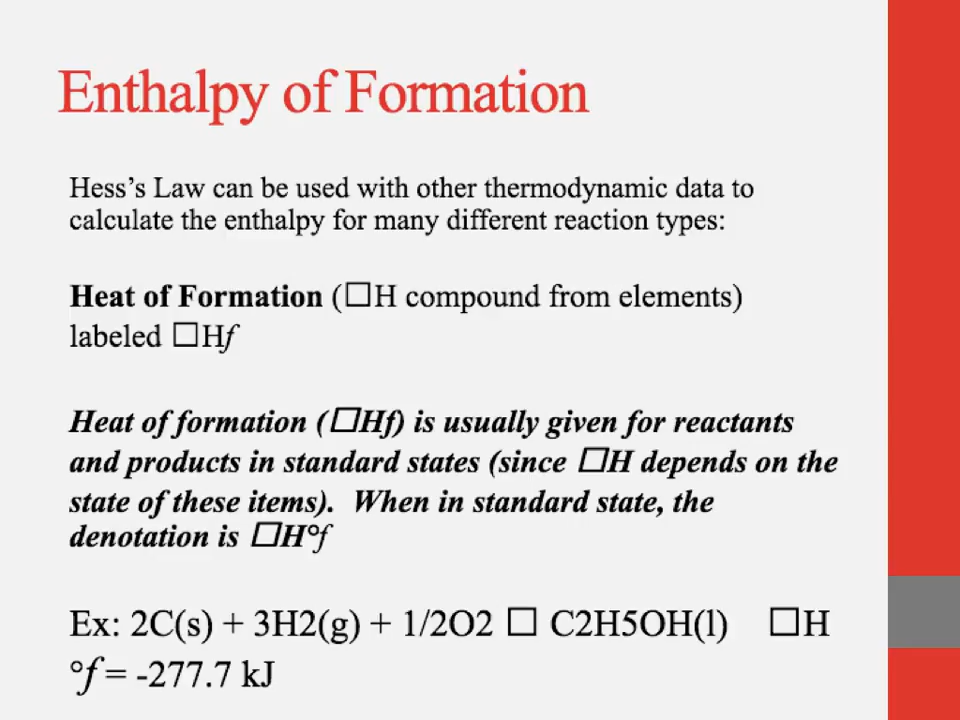 Enthalpy of Formation
Hess’s Law can be used with other thermodynamic data to
calculate the enthalpy for many different reaction types:
Heat of Formation (□H compound from elements)
labeled □Hf
Heat of formation (□Hf) is usually given for reactants
and products in standard states (since □H depends on the
state of these items).  When in standard state, the
denotation is □H°f
Ex: 2C(s) + 3H2(g) + 1/2O2 □ C2H5OH(l)    □H
°f = -277.7 kJ